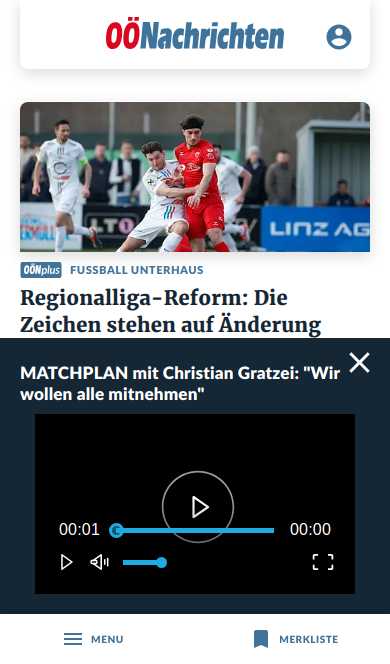 OÖNachrichten
LTO
LINZ AG
OÖNplus FUSSBALL UNTERHAUS
Regionalliga-Reform: Die
Zeichen stehen auf Änderung
MATCHPLAN mit Christian Gratzei: "Wir
wollen alle mitnehmen"
00:01 00:00
MENU MERKLISTE